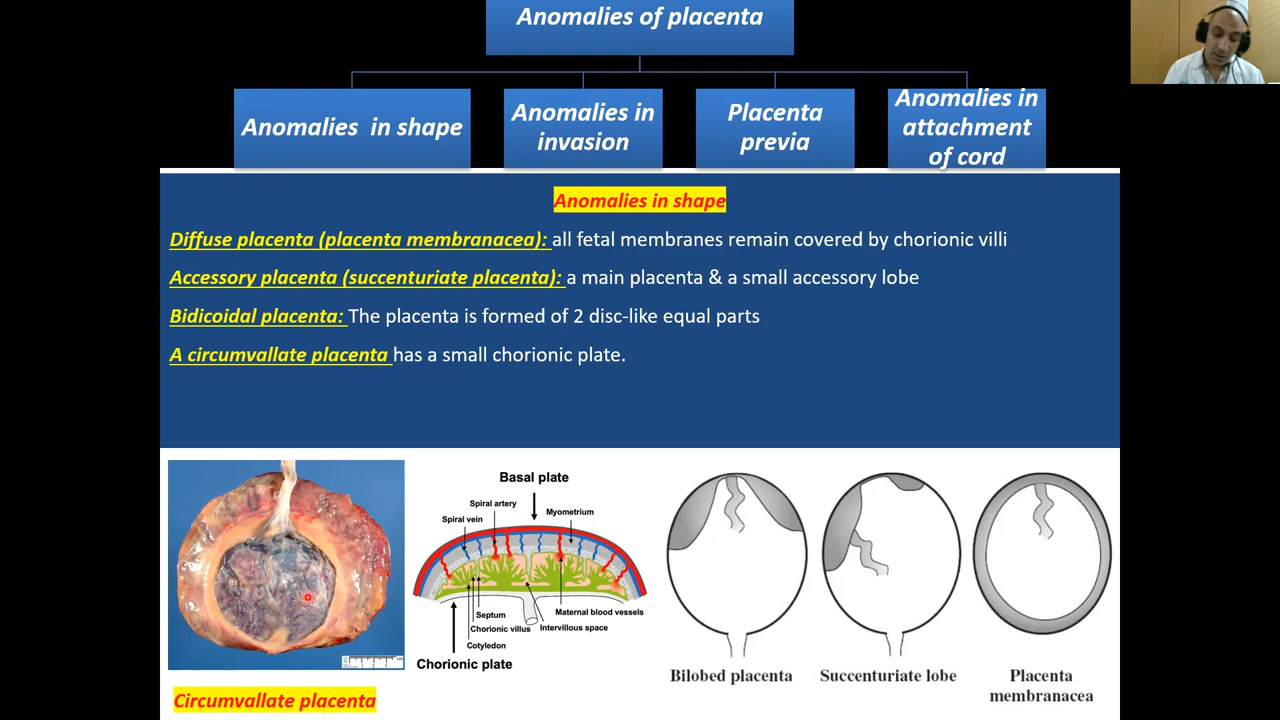 Anomalies of placenta
Anomalies in shape
Anomalies in
invasion
Placenta
previa
Anomalies in
attachment
of cord
Anomalies in shape
Diffuse placenta (placenta membranacea): all fetal membranes remain covered by chorionic villi
Accessory placenta (succenturiate placenta): a main placenta & a small accessory lobe
Bidicoidal placenta: The placenta is formed of 2 disc-like equal parts
A circumvallate placenta has a small chorionic plate.
Basal plate
Spiral artery
Spiral vein
Myometrium
Septum
Maternal blood vessels
Chorionic villus
Intervillous space
Cotyledon
Chorionic plate
Bilobed placenta
Succenturiate lobe
Placenta
membranacea
Circumvallate placenta